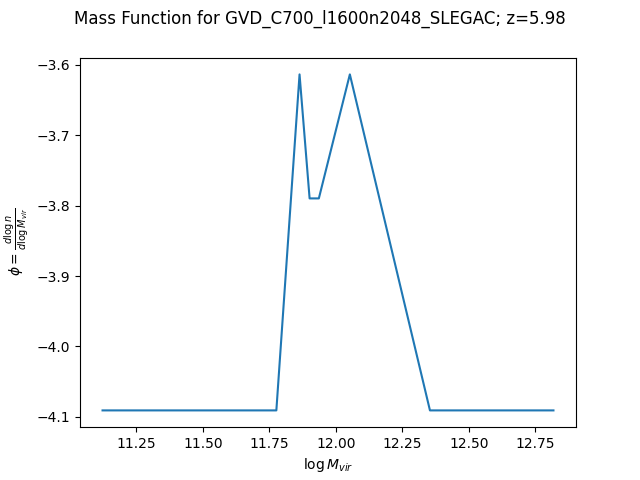 Mass Function for GVD_C700_l1600n2048_SLEGAC; z=5.98
−3.6
−3.7
−3.8
−3.9
−4.0
−4.1
ϕ = d log n / d log M_vir
11.25 11.50 11.75 12.00 12.25 12.50 12.75
log M_vir